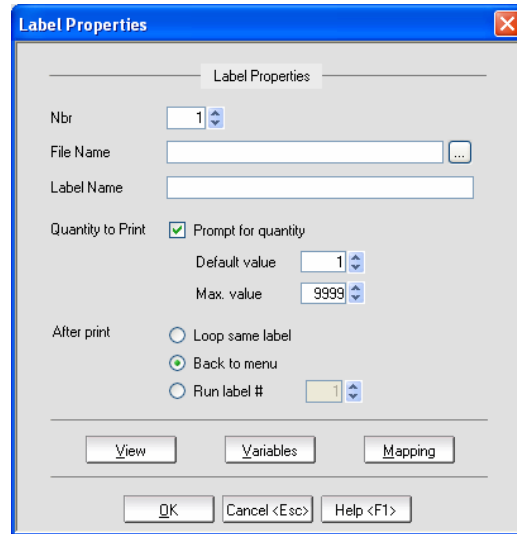 Label Properties
Label Properties
Nbr 1
File Name ...
Label Name
Quantity to Print Prompt for quantity
Default value 1
Max. value 9999
After print Loop same label
Back to menu
Run label # 1
View Variables Mapping
OK Cancel <Esc> Help <F1>